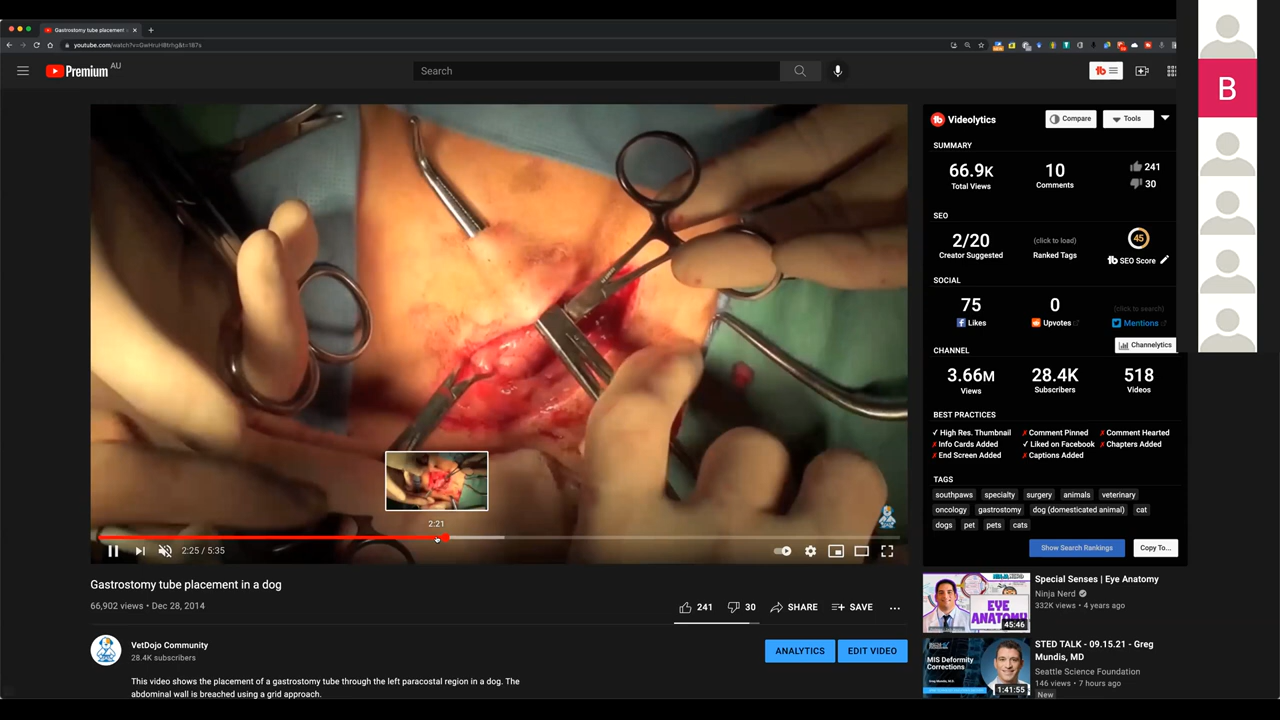 Gastrostomy tube placement
youtube.com/watch?v=GwHruH8trhg&t=187s
Premium AU
Search
B
Videolytics
Compare
Tools
SUMMARY
66.9K
10
241
Total Views
Comments
30
SEO
2/20
(click to load)
45
Creator Suggested
Ranked Tags
SEO Score
SOCIAL
75
0
(click to search)
Likes
Upvotes
Mentions
Channelytics
CHANNEL
3.66M
28.4K
518
Views
Subscribers
Videos
BEST PRACTICES
✓ High Res. Thumbnail
✗ Comment Pinned
✗ Comment Hearted
✗ Info Cards Added
✓ Liked on Facebook
✗ Chapters Added
✗ End Screen Added
✗ Captions Added
TAGS
southpaws specialty surgery animals veterinary
oncology gastrostomy dog (domesticated animal) cat
dogs pet pets cats
Show Search Rankings
Copy To...
2:21
2:25 / 5:35
Gastrostomy tube placement in a dog
66,902 views • Dec 28, 2014
241
30
SHARE
SAVE
VetDojo Community
28.4K subscribers
ANALYTICS
EDIT VIDEO
This video shows the placement of a gastrostomy tube through the left paracostal region in a dog. The
abdominal wall is breached using a grid approach.
NINJA NERD
EYE
ANATOMY
45:46
Special Senses | Eye Anatomy
Ninja Nerd
332K views • 4 years ago
MIS Deformity
Corrections
1:41:55
STED TALK - 09.15.21 - Greg
Mundis, MD
Seattle Science Foundation
146 views • 7 hours ago
New